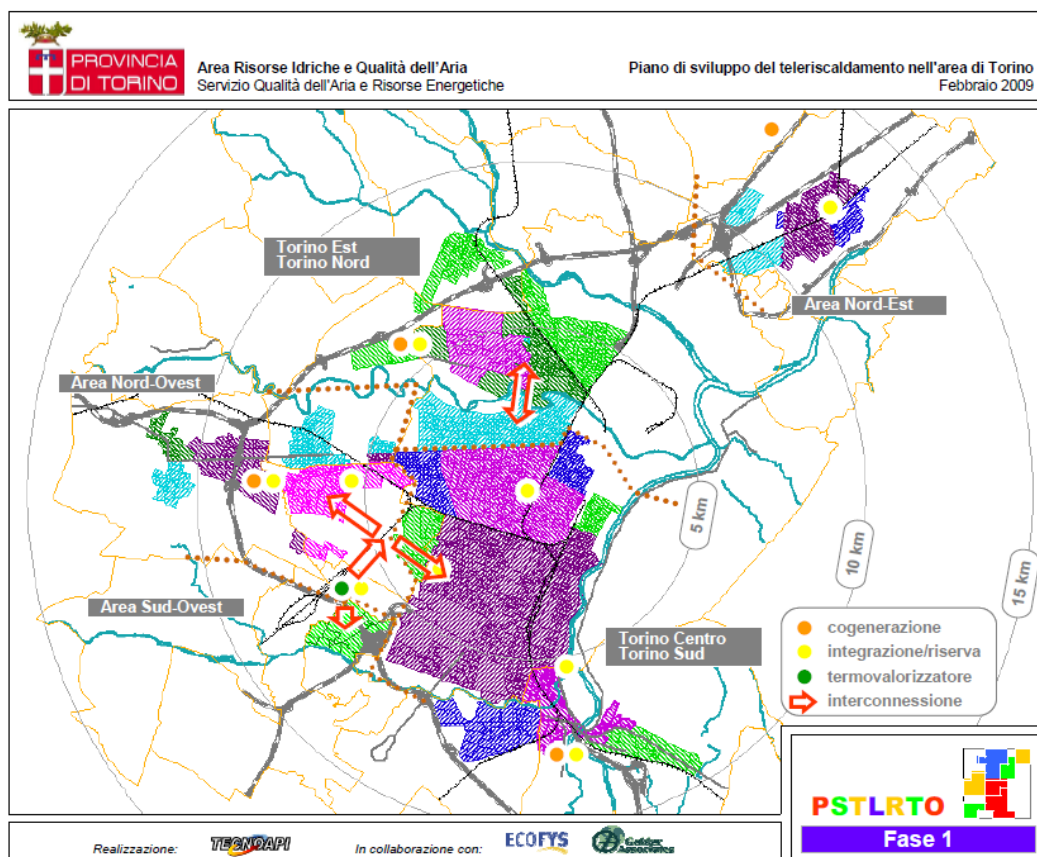 PROVINCIA
DI TORINO
Area Risorse Idriche e Qualità dell'Aria
Servizio Qualità dell'Aria e Risorse Energetiche
Piano di sviluppo del teleriscaldamento nell'area di Torino
Febbraio 2009
Torino Est
Torino Nord
Area Nord-Est
Area Nord-Ovest
5 km
10 km
15 km
Area Sud-Ovest
Torino Centro
Torino Sud
cogenerazione
integrazione/riserva
termovalorizzatore
interconnessione
PSTLRTO
Fase 1
Realizzazione:
TECNOAPI
In collaborazione con:
ECOFYS
Golder
Associates